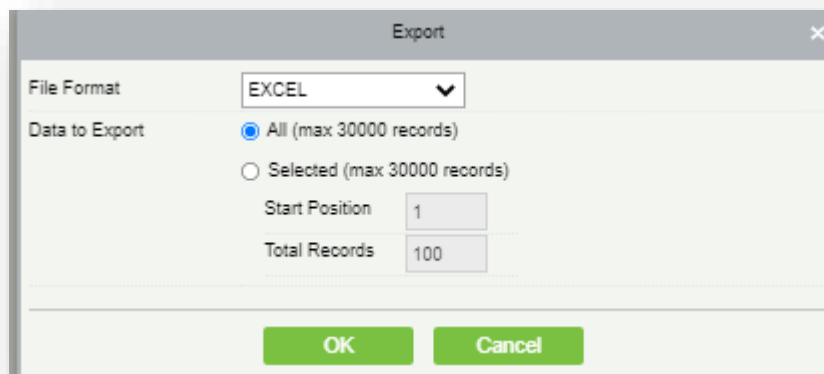 Export
File Format EXCEL
Data to Export All (max 30000 records)
Selected (max 30000 records)
Start Position 1
Total Records 100
OK Cancel